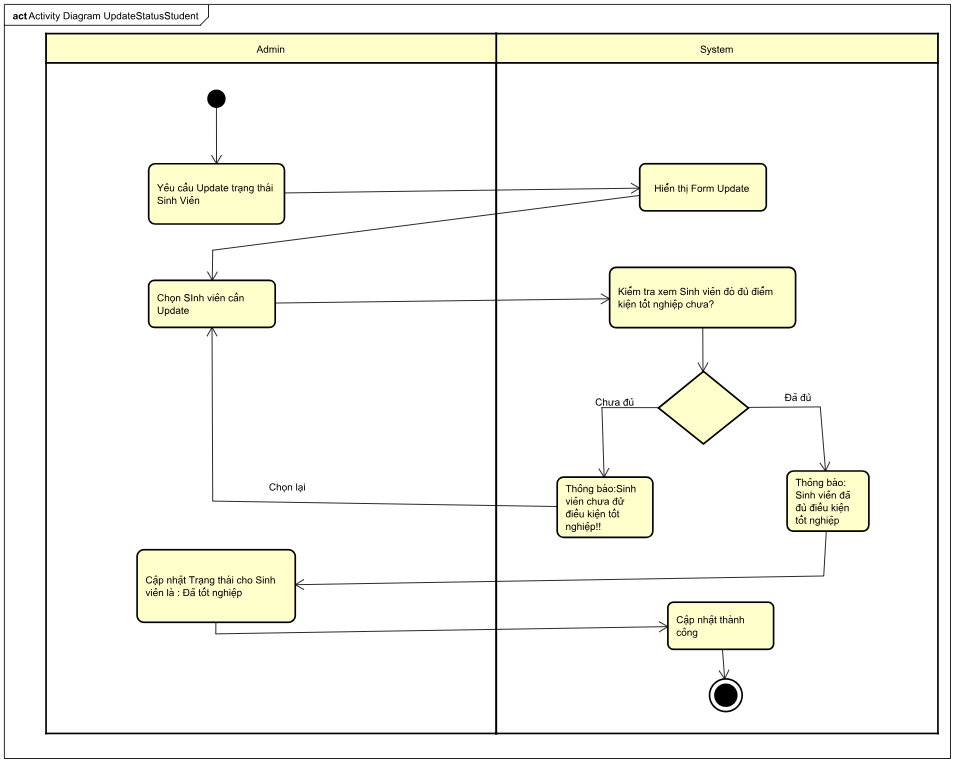 act Activity Diagram UpdateStatusStudent
Admin
System
Yêu cầu Update trạng thái
Sinh Viên
Hiển thị Form Update
Chọn SInh viên cần
Update
Kiểm tra xem Sinh viên đó đủ điểm
kiện tốt nghiệp chưa?
Chưa đủ
Đã đủ
Thông báo:Sinh
viên chưa đử
điều kiện tốt
nghiệp!!
Thông báo:
Sinh viên đã
đủ điều kiện
tốt nghiệp
Chọn lại
Cập nhật Trạng thái cho Sinh
viên là : Đã tốt nghiệp
Cập nhật thành
công